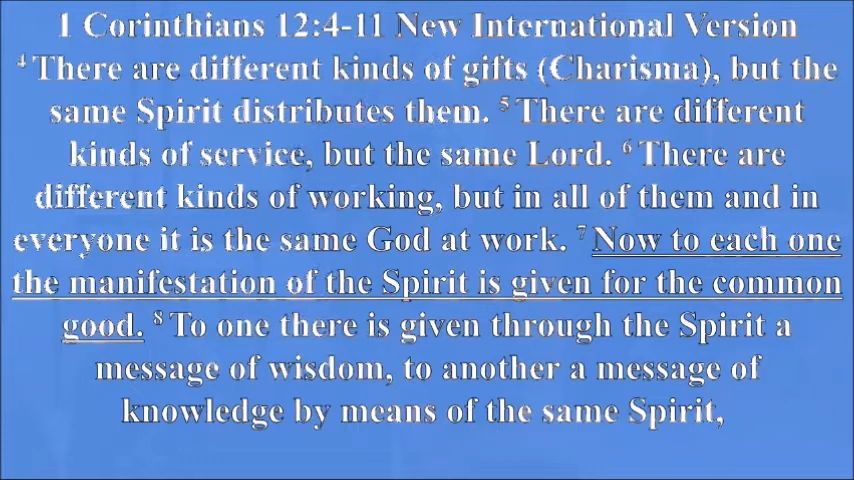 1 Corinthians 12:4-11 New International Version
⁴ There are different kinds of gifts (Charisma), but the
same Spirit distributes them. ⁵ There are different
kinds of service, but the same Lord. ⁶ There are
different kinds of working, but in all of them and in
everyone it is the same God at work. ⁷ Now to each one
the manifestation of the Spirit is given for the common
good. ⁸ To one there is given through the Spirit a
message of wisdom, to another a message of
knowledge by means of the same Spirit,